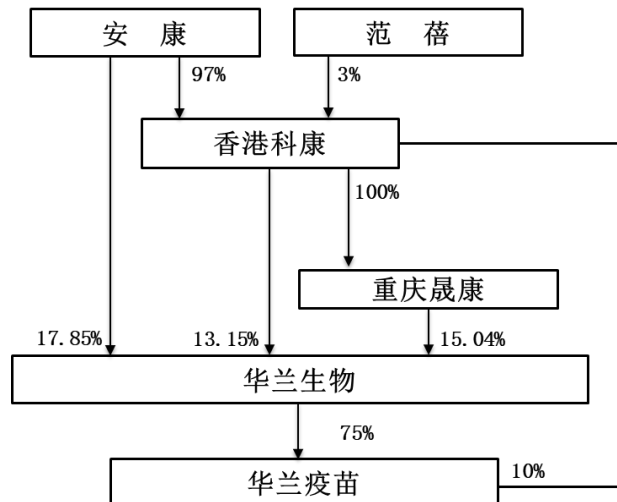 安 康
范 蓓
97%
3%
香港科康
100%
重庆晟康
17.85%
13.15%
15.04%
华兰生物
75%
华兰疫苗
10%